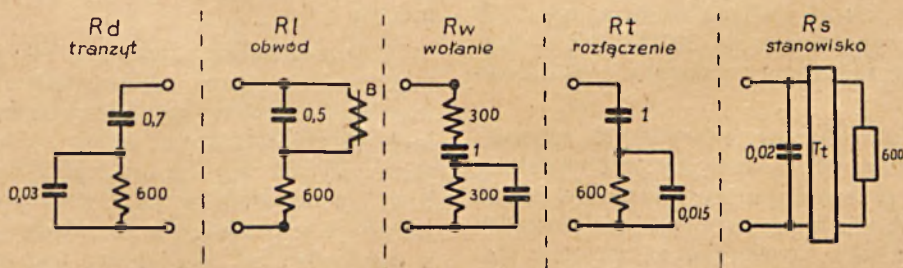 Rd
tranzyt
0,7
0,03
600
Rl
obwód
B
0,5
600
Rw
wołanie
300
1
300
Rt
rozłączenie
1
600
0,015
Rs
stanowisko
0,02
Tt
600